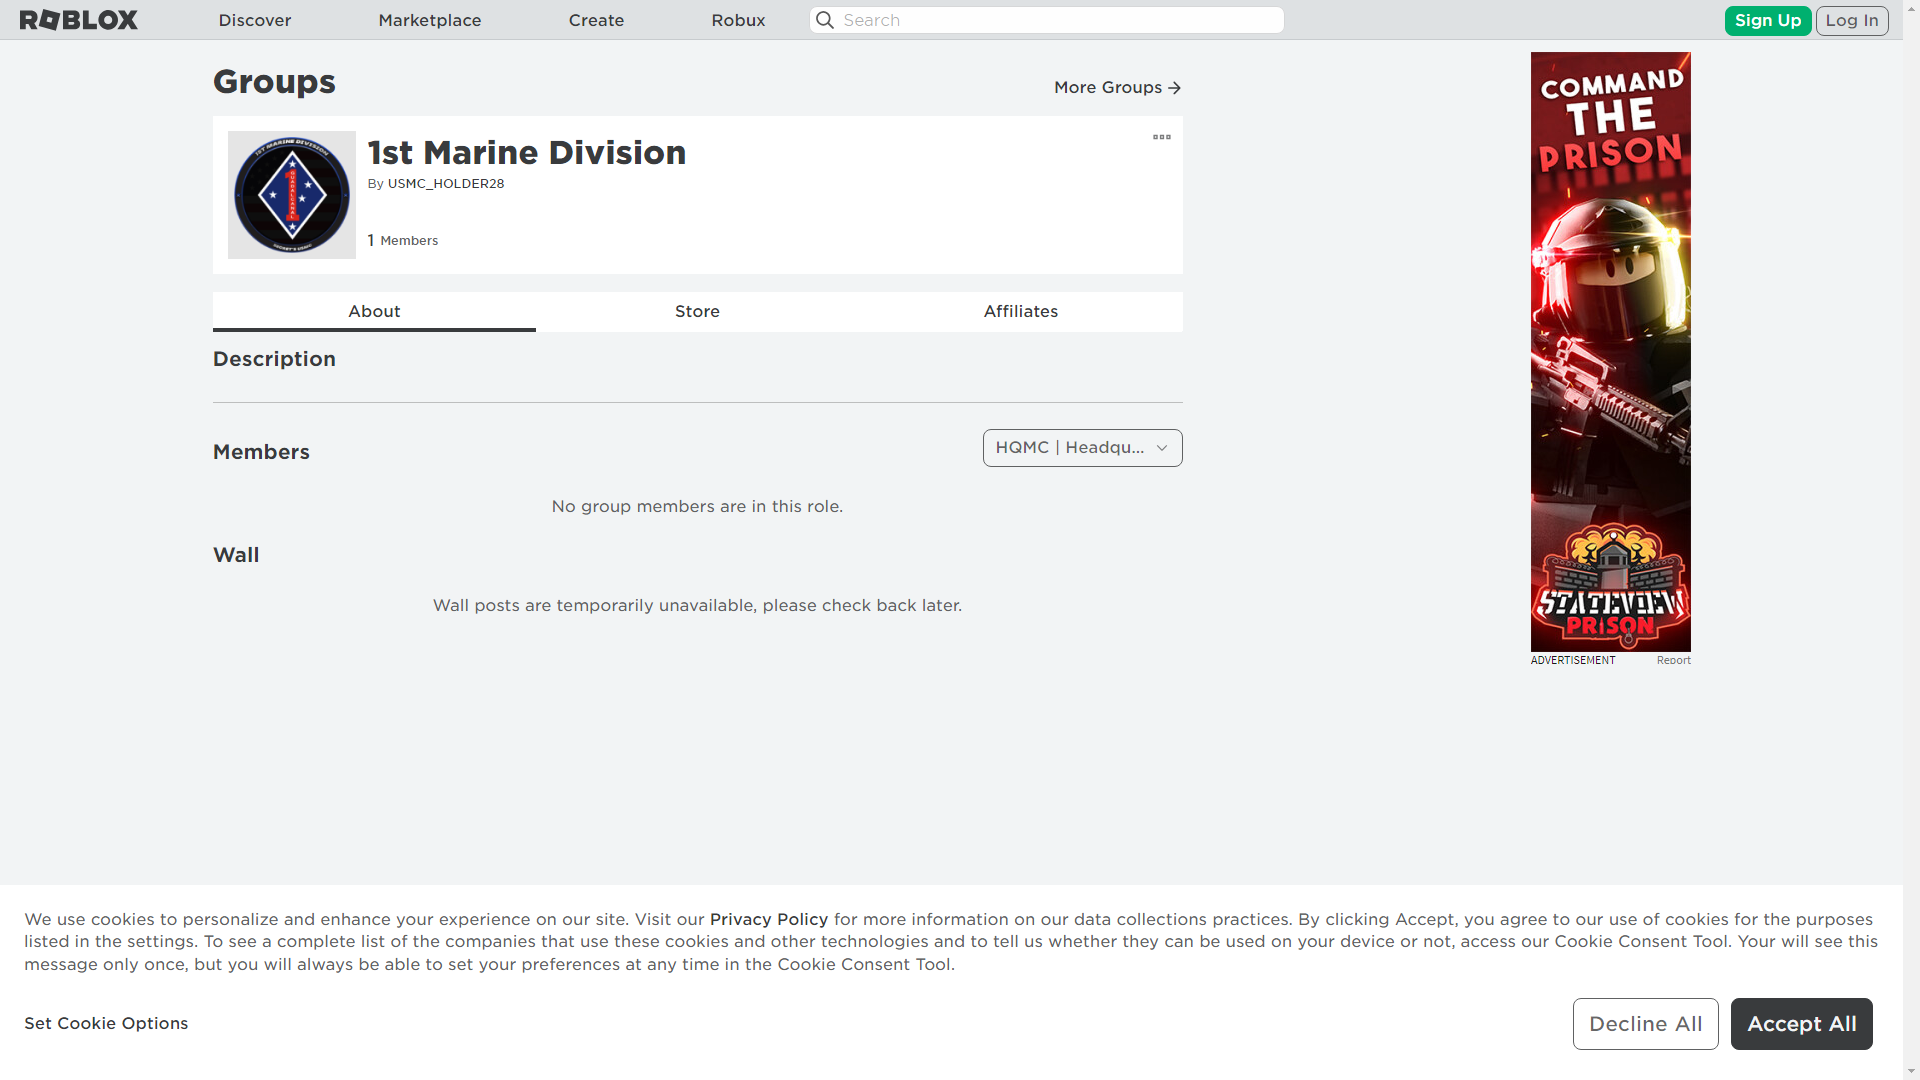 ROBLOX
Discover
Marketplace
Create
Robux
Search
Sign Up
Log In
Groups
More Groups
1ST MARINE DIVISION
1
GUADALCANAL
1st Marine Division
By USMC_HOLDER28
1 Members
About
Store
Affiliates
Description
Members
HQMC | Headqu...
No group members are in this role.
Wall
Wall posts are temporarily unavailable, please check back later.
COMMAND
THE
PRISON
STATEVIEW
PRISON
ADVERTISEMENT
Report
We use cookies to personalize and enhance your experience on our site. Visit our Privacy Policy for more information on our data collections practices. By clicking Accept, you agree to our use of cookies for the purposes
listed in the settings. To see a complete list of the companies that use these cookies and other technologies and to tell us whether they can be used on your device or not, access our Cookie Consent Tool. Your will see this
message only once, but you will always be able to set your preferences at any time in the Cookie Consent Tool.
Set Cookie Options
Decline All
Accept All